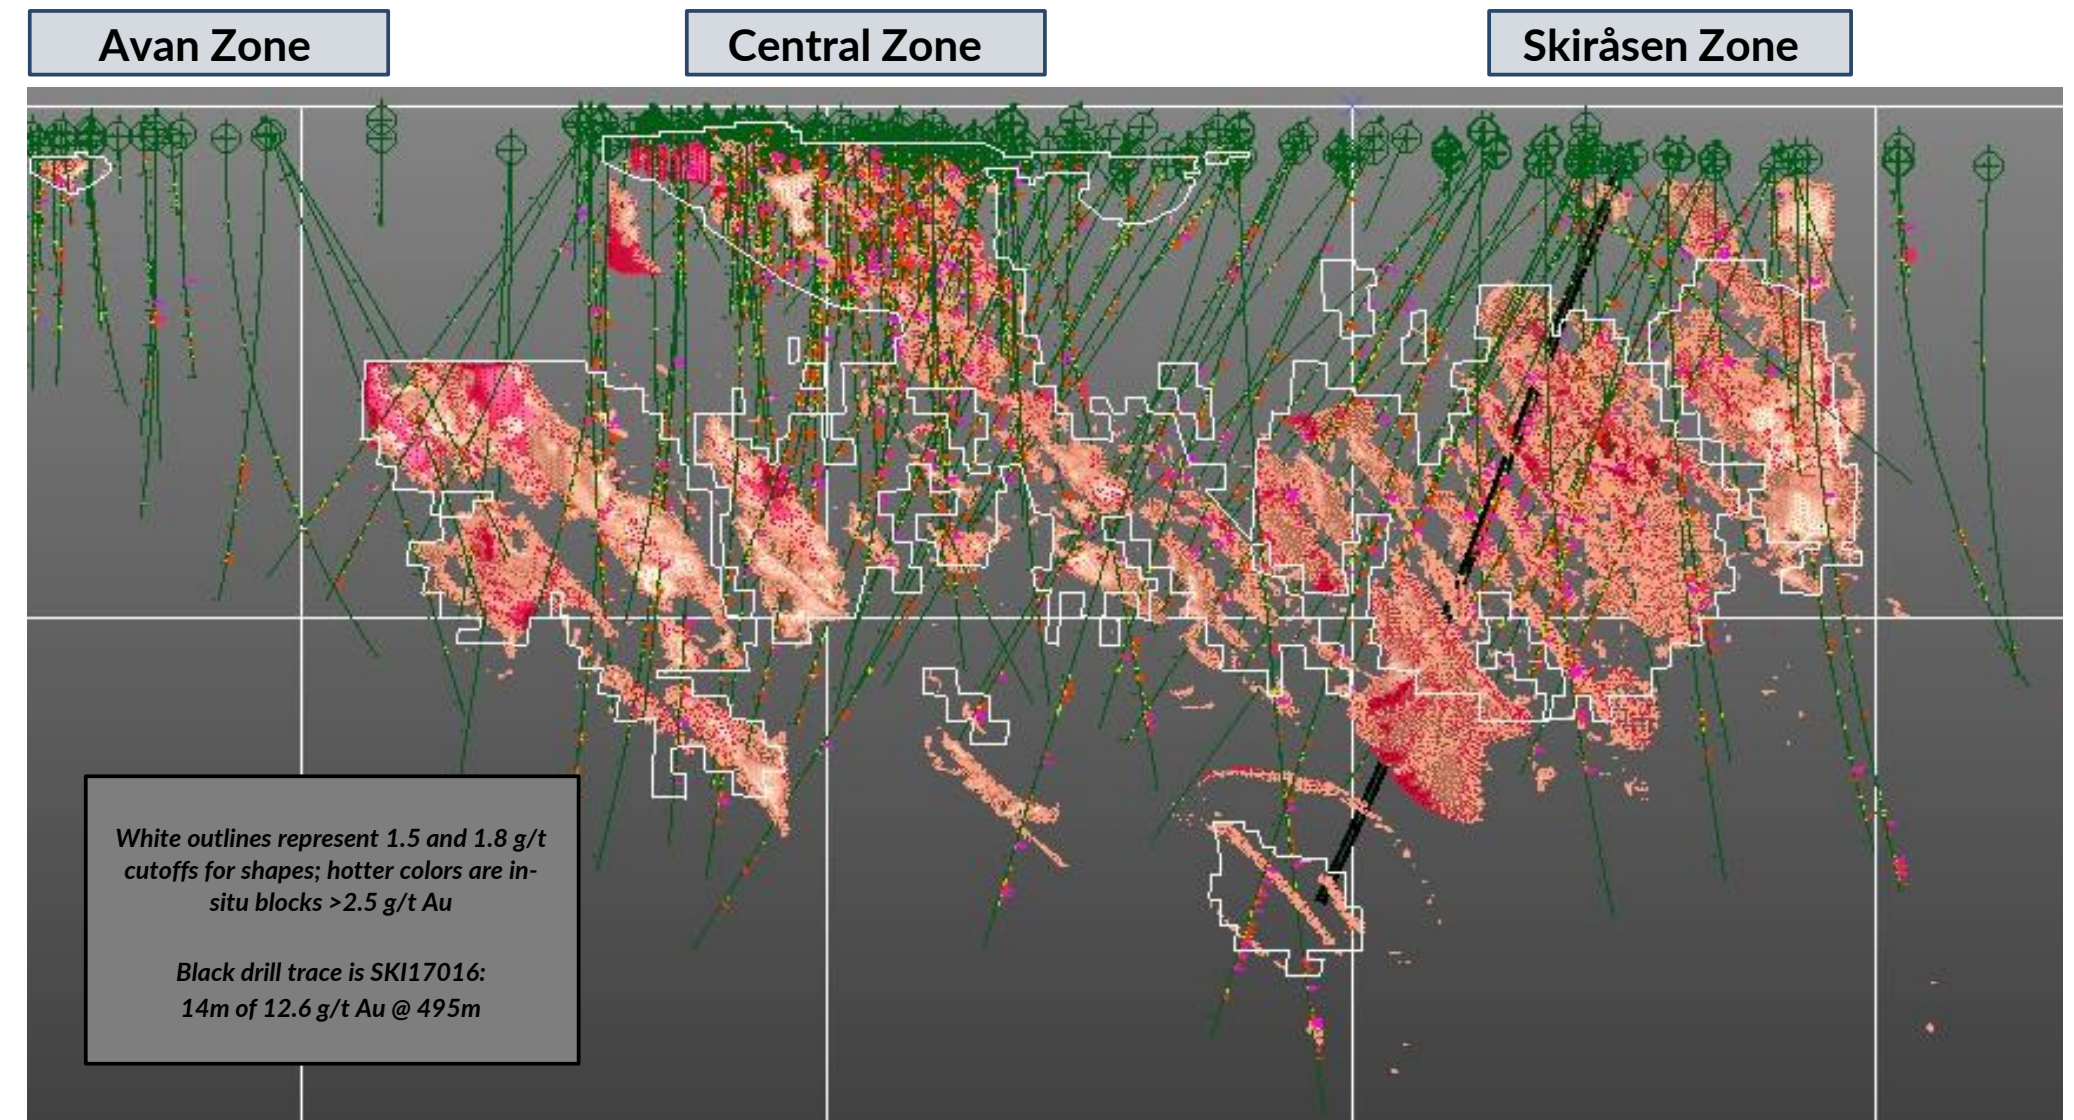 Avan Zone
Central Zone
Skiråsen Zone
White outlines represent 1.5 and 1.8 g/t
cutoffs for shapes; hotter colors are in-
situ blocks >2.5 g/t Au
Black drill trace is SKI17016:
14m of 12.6 g/t Au @ 495m